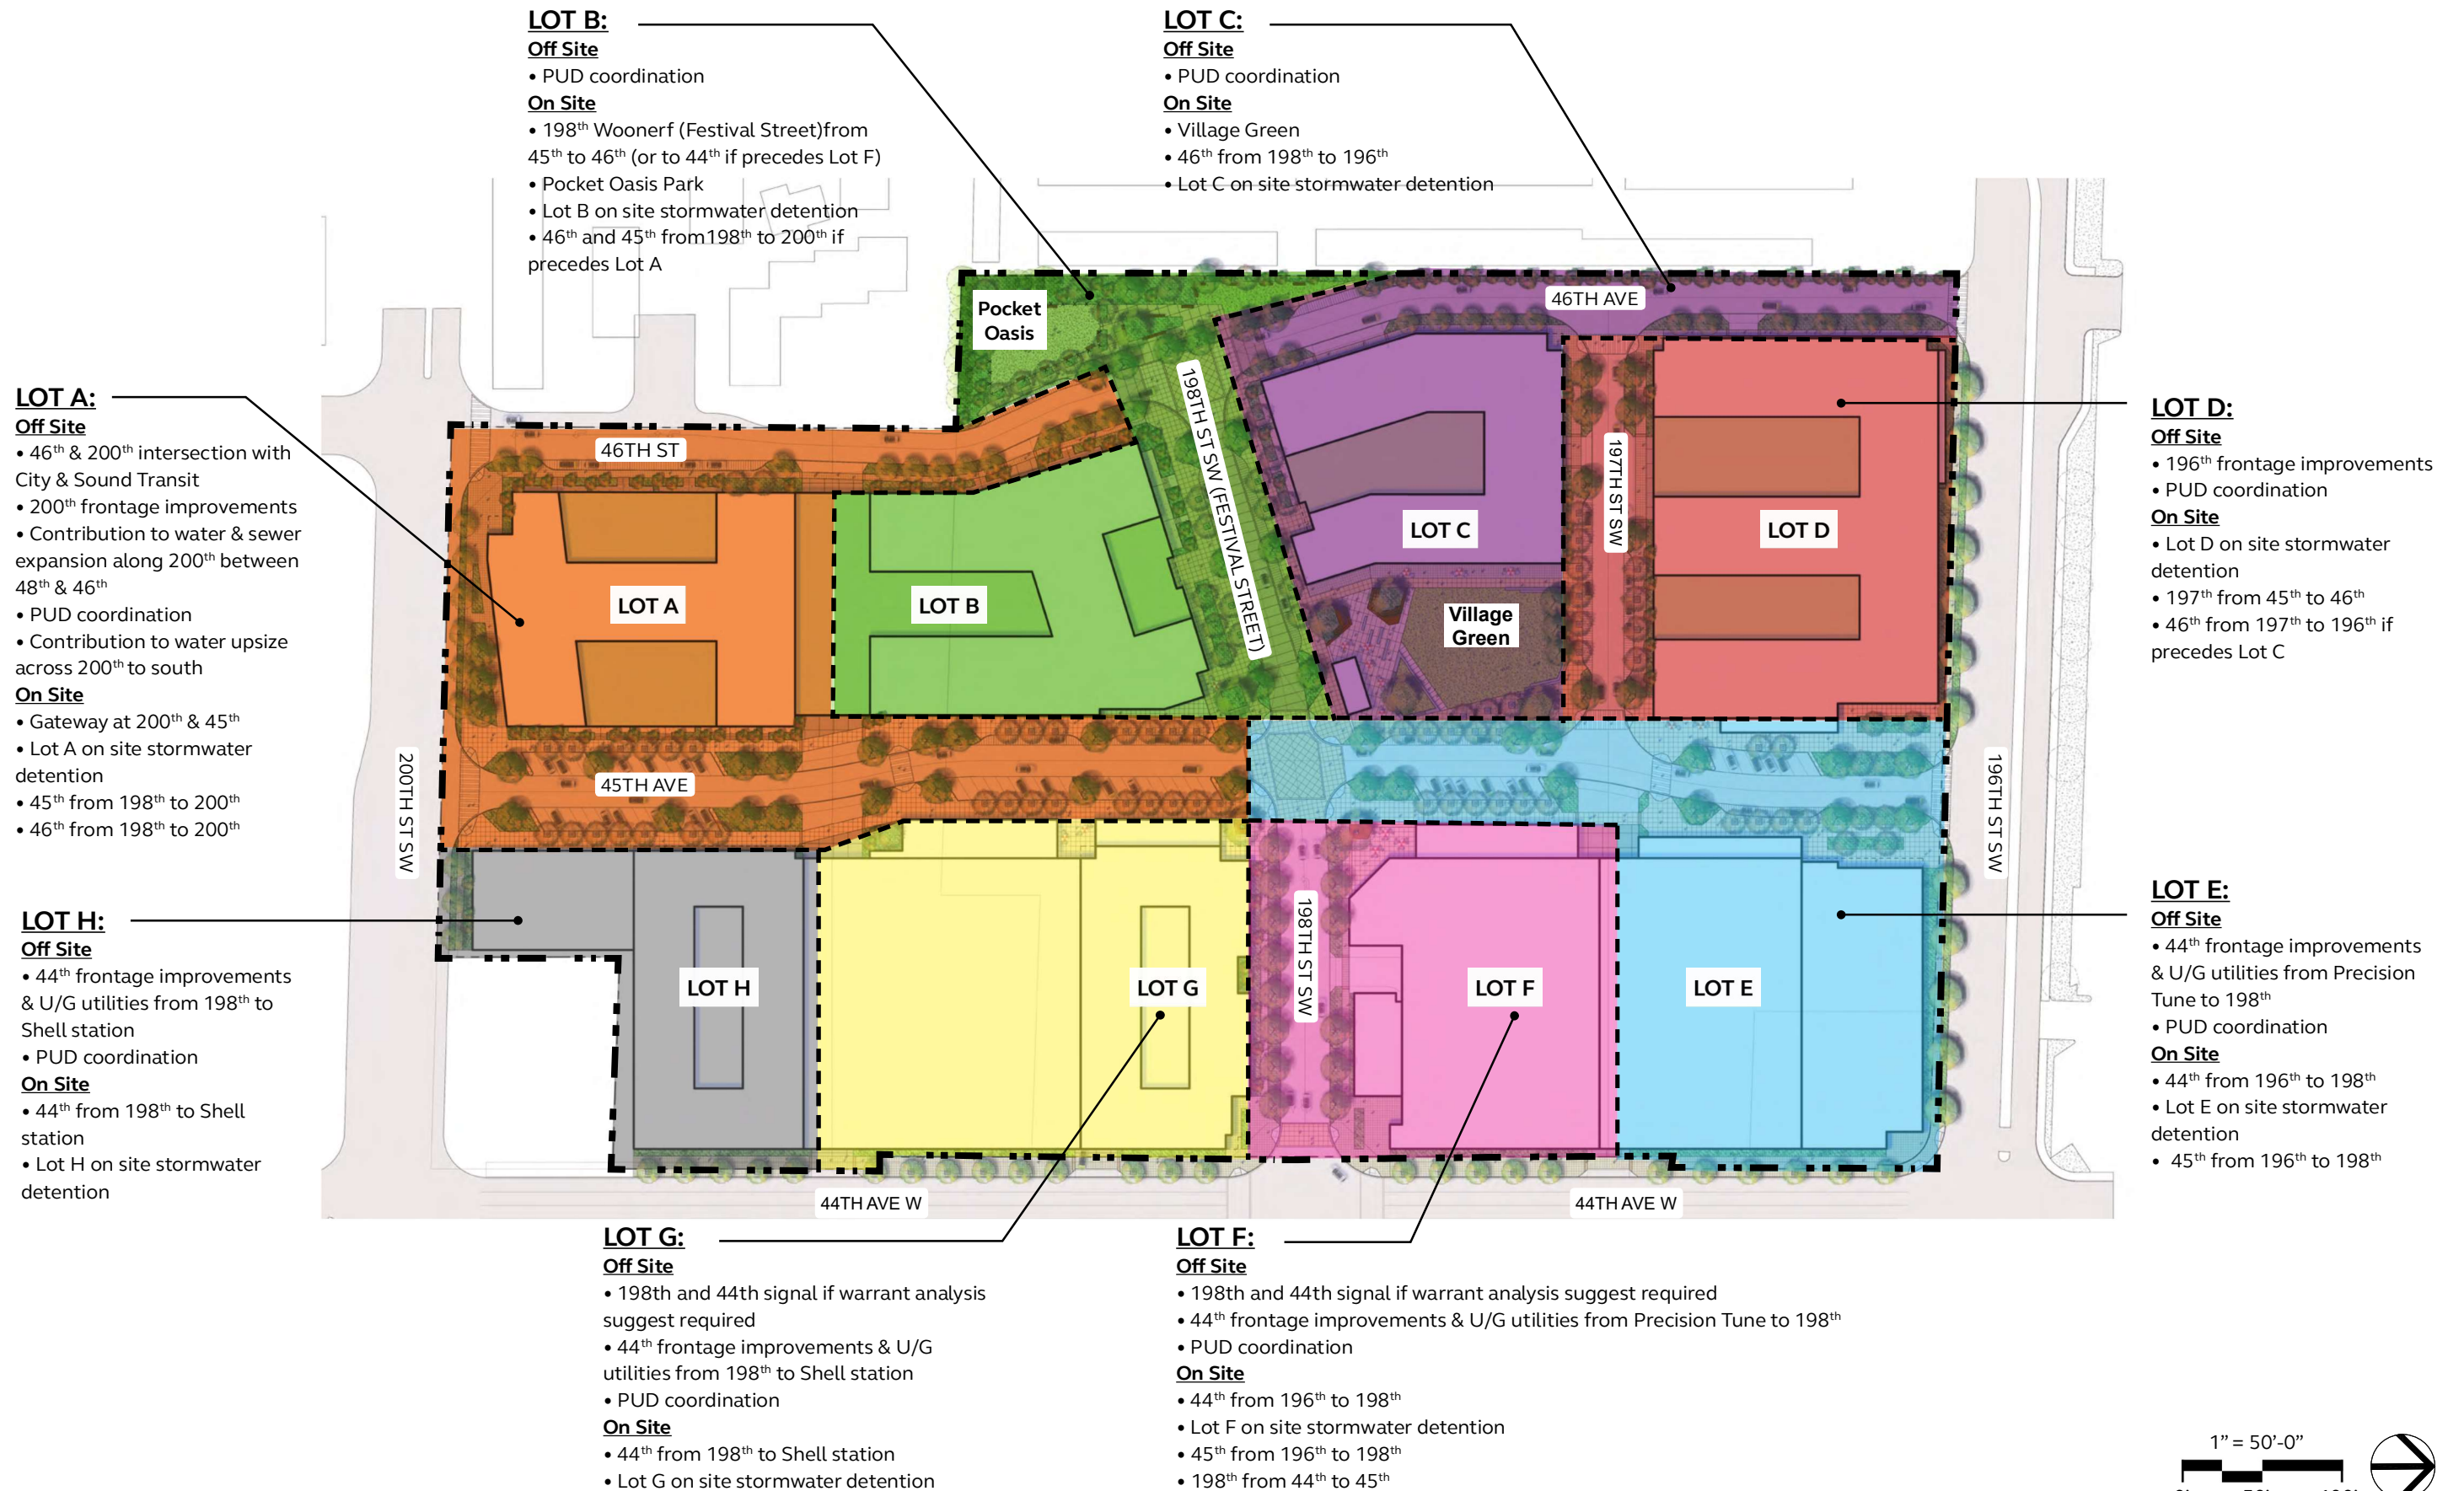 LOT B:
Off Site
• PUD coordination
On Site
• 198th Woonerf (Festival Street)from
45th to 46th (or to 44th if precedes Lot F)
• Pocket Oasis Park
• Lot B on site stormwater detention
• 46th and 45th from198th to 200th if
precedes Lot A
LOT C:
Off Site
• PUD coordination
On Site
• Village Green
• 46th from 198th to 196th
• Lot C on site stormwater detention
LOT A:
Off Site
• 46th & 200th intersection with
City & Sound Transit
• 200th frontage improvements
• Contribution to water & sewer
expansion along 200th between
48th & 46th
• PUD coordination
• Contribution to water upsize
across 200th to south
On Site
• Gateway at 200th & 45th
• Lot A on site stormwater
detention
• 45th from 198th to 200th
• 46th from 198th to 200th
LOT H:
Off Site
• 44th frontage improvements
& U/G utilities from 198th to
Shell station
• PUD coordination
On Site
• 44th from 198th to Shell
station
• Lot H on site stormwater
detention
Pocket
Oasis
46TH AVE
46TH ST
198TH ST SW (FESTIVAL STREET)
197TH ST SW
LOT A
LOT B
LOT C
LOT D
Village
Green
45TH AVE
200TH ST SW
196TH ST SW
198TH ST SW
LOT H
LOT G
LOT F
LOT E
44TH AVE W
44TH AVE W
LOT D:
Off Site
• 196th frontage improvements
• PUD coordination
On Site
• Lot D on site stormwater
detention
• 197th from 45th to 46th
• 46th from 197th to 196th if
precedes Lot C
LOT E:
Off Site
• 44th frontage improvements
& U/G utilities from Precision
Tune to 198th
• PUD coordination
On Site
• 44th from 196th to 198th
• Lot E on site stormwater
detention
• 45th from 196th to 198th
LOT G:
Off Site
• 198th and 44th signal if warrant analysis
suggest required
• 44th frontage improvements & U/G
utilities from 198th to Shell station
• PUD coordination
On Site
• 44th from 198th to Shell station
• Lot G on site stormwater detention
LOT F:
Off Site
• 198th and 44th signal if warrant analysis suggest required
• 44th frontage improvements & U/G utilities from Precision Tune to 198th
• PUD coordination
On Site
• 44th from 196th to 198th
• Lot F on site stormwater detention
• 45th from 196th to 198th
• 198th from 44th to 45th
1” = 50’-0”